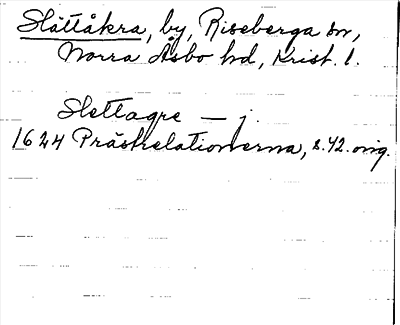 Slättåkra, by, Riseberga sn,
Norra Åsbo hd, Krist. l.
Slettagre — j.
1624 Prästrelationerna, s. 42. orig.